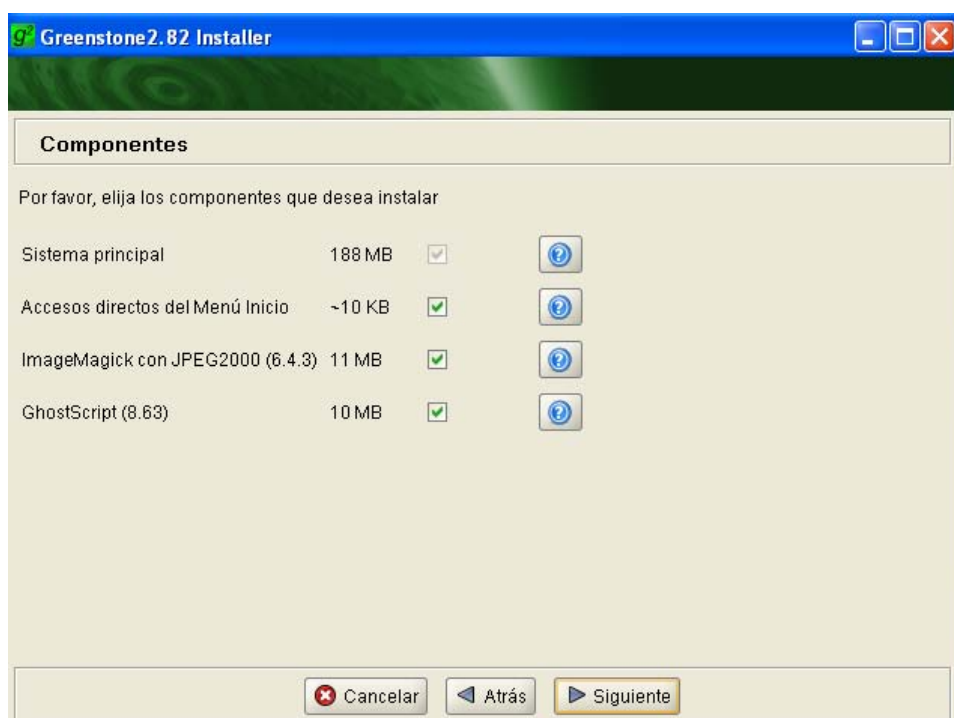 g² Greenstone2.82 Installer
Componentes
Por favor, elija los componentes que desea instalar
Sistema principal 188 MB
Accesos directos del Menú Inicio ~10 KB
ImageMagick con JPEG2000 (6.4.3) 11 MB
GhostScript (8.63) 10 MB
Cancelar Atrás Siguiente